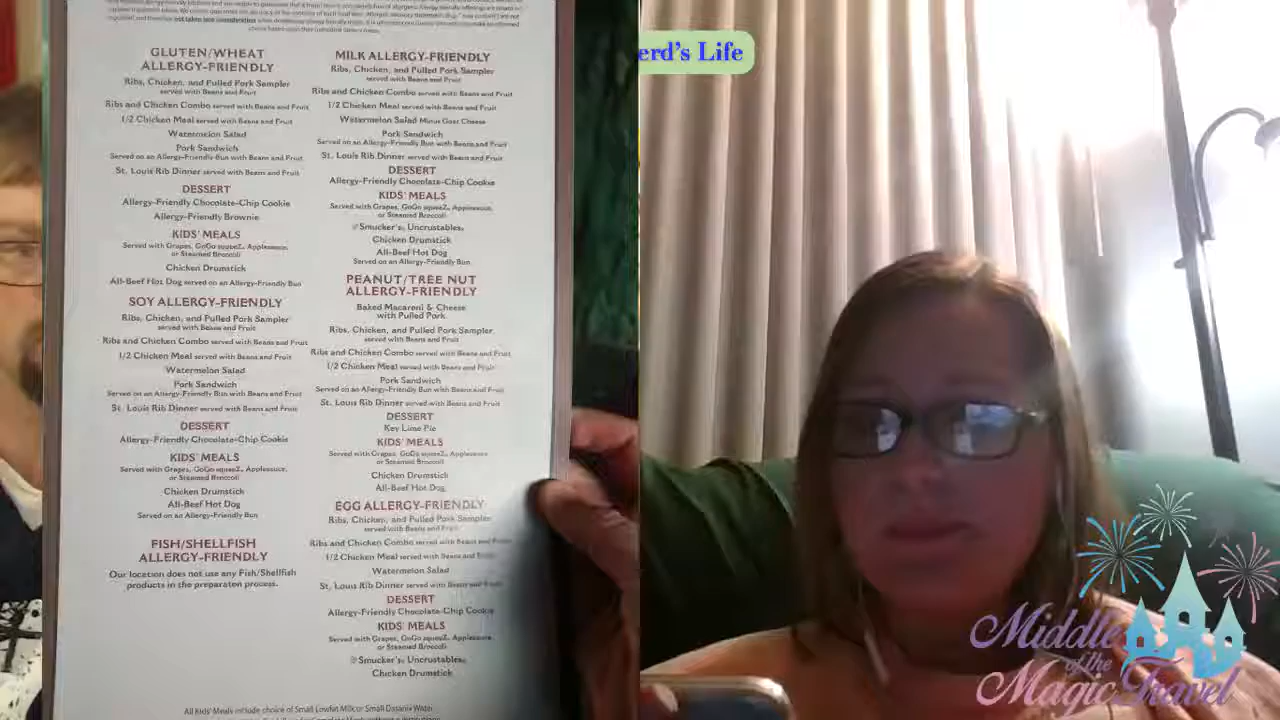 erd's Life
GLUTEN/WHEAT
ALLERGY-FRIENDLY
Ribs, Chicken, and Pulled Pork Sampler
served with Beans and Fruit
Ribs and Chicken Combo served with Beans and Fruit
1/2 Chicken Meal served with Beans and Fruit
Watermelon Salad
Pork Sandwich
Served on an Allergy-Friendly Bun with Beans and Fruit
St. Louis Rib Dinner served with Beans and Fruit
DESSERT
Allergy-Friendly Chocolate-Chip Cookie
Allergy-Friendly Brownie
KIDS' MEALS
Served with Grapes, GoGo squeeZ, Applesauce,
or Steamed Broccoli
Chicken Drumstick
All-Beef Hot Dog served on an Allergy-Friendly Bun
SOY ALLERGY-FRIENDLY
Ribs, Chicken, and Pulled Pork Sampler
served with Beans and Fruit
Ribs and Chicken Combo served with Beans and Fruit
1/2 Chicken Meal served with Beans and Fruit
Watermelon Salad
Pork Sandwich
Served on an Allergy-Friendly Bun with Beans and Fruit
St. Louis Rib Dinner served with Beans and Fruit
DESSERT
Allergy-Friendly Chocolate-Chip Cookie
KIDS' MEALS
Served with Grapes, GoGo squeeZ, Applesauce,
or Steamed Broccoli
Chicken Drumstick
All-Beef Hot Dog
Served on an Allergy-Friendly Bun
FISH/SHELLFISH
ALLERGY-FRIENDLY
Our location does not use any Fish/Shellfish
products in the preparaton process.
MILK ALLERGY-FRIENDLY
Ribs, Chicken, and Pulled Pork Sampler
served with Beans and Fruit
Ribs and Chicken Combo served with Beans and Fruit
1/2 Chicken Meal served with Beans and Fruit
Watermelon Salad Minus Goat Cheese
Pork Sandwich
Served on an Allergy-Friendly Bun with Beans and Fruit
St. Louis Rib Dinner served with Beans and Fruit
DESSERT
Allergy-Friendly Chocolate-Chip Cookie
KIDS' MEALS
Served with Grapes, GoGo squeeZ, Applesauce,
or Steamed Broccoli
Smucker's® Uncrustables®
Chicken Drumstick
All-Beef Hot Dog
Served on an Allergy-Friendly Bun
PEANUT/TREE NUT
ALLERGY-FRIENDLY
Baked Macaroni & Cheese
with Pulled Pork
Ribs, Chicken, and Pulled Pork Sampler
served with Beans and Fruit
Ribs and Chicken Combo served with Beans and Fruit
1/2 Chicken Meal served with Beans and Fruit
Pork Sandwich
Served on an Allergy-Friendly Bun with Beans and Fruit
St. Louis Rib Dinner served with Beans and Fruit
DESSERT
Key Lime Pie
KIDS' MEALS
Served with Grapes, GoGo squeeZ, Applesauce
or Steamed Broccoli
Chicken Drumstick
All-Beef Hot Dog
EGG ALLERGY-FRIENDLY
Ribs, Chicken, and Pulled Pork Sampler
served with Beans and Fruit
Ribs and Chicken Combo served with Beans and Fruit
1/2 Chicken Meal served with Beans and Fruit
Watermelon Salad
St. Louis Rib Dinner served with Beans and Fruit
DESSERT
Allergy-Friendly Chocolate-Chip Cookie
KIDS' MEALS
Served with Grapes, GoGo squeeZ, Applesauce
or Steamed Broccoli
Smucker's® Uncrustables®
Chicken Drumstick
All Kids' Meals include choice of Small Lowfat Milk or Small Dasani® Water
Middle
of the
Magic Travel